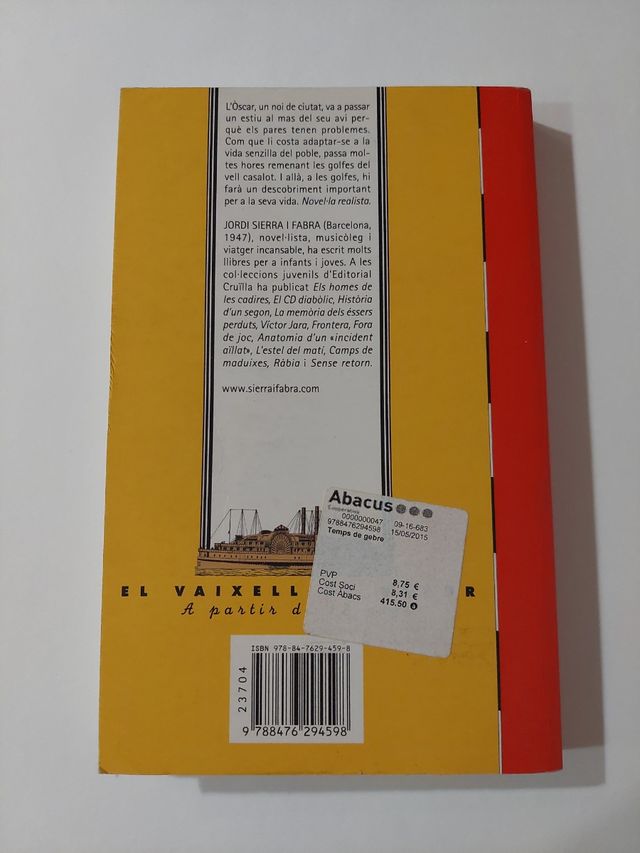 L'Òscar, un noi de ciutat, va a passar
un estiu al mas del seu avi per-
què els pares tenen problemes.
Com que li costa adaptar-se a la
vida senzilla del poble, passa mol-
tes hores remenant les golfes del
vell casalot. I allà, a les golfes, hi
farà un descobriment important
per a la seva vida. Novel·la realista.
JORDI SIERRA I FABRA (Barcelona,
1947), novel·lista, musicòleg i
viatger incansable, ha escrit molts
llibres per a infants i joves. A les
col·leccions juvenils d'Editorial
Cruïlla ha publicat Els homes de
les cadires, El CD diabòlic, Història
d'un segon, La memòria dels éssers
perduts, Víctor Jara, Frontera, Fora
de joc, Anatomia d'un «incident
aïllat», L'estel del matí, Camps de
maduixes, Ràbia i Sense retorn.
www.sierraifabra.com
Abacus
Cooperativa
0000000047 09-16-683
9788476294598 15/05/2015
Temps de gebre
PVP 8,75 €
Cost Soci 8,31 €
Cost Àbacs 415.50
EL VAIXELL R
A partir d
ISBN 978-84-7629-459-8
23704
9 788476 294598